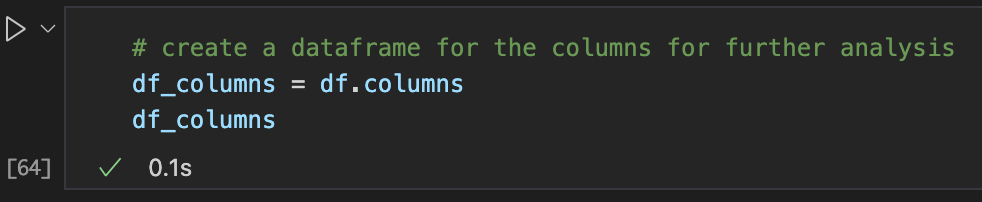 # create a dataframe for the columns for further analysis
df_columns = df.columns
df_columns
[64]
0.1s